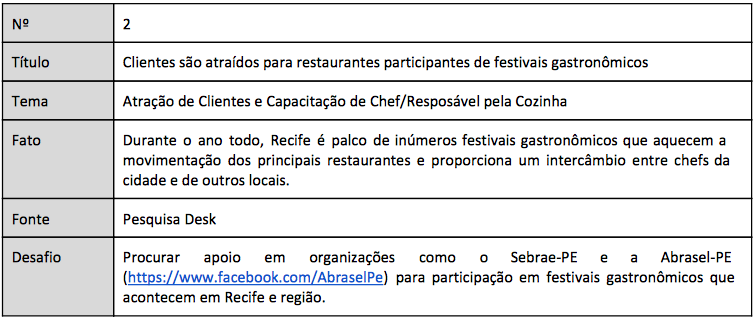 Nº 2
Título Clientes são atraídos para restaurantes participantes de festivais gastronômicos
Tema Atração de Clientes e Capacitação de Chef/Resposável pela Cozinha
Fato Durante o ano todo, Recife é palco de inúmeros festivais gastronômicos que aquecem a
movimentação dos principais restaurantes e proporciona um intercâmbio entre chefs da
cidade e de outros locais.
Fonte Pesquisa Desk
Desafio Procurar apoio em organizações como o Sebrae-PE e a Abrasel-PE
(https://www.facebook.com/AbraselPe) para participação em festivais gastronômicos que
acontecem em Recife e região.